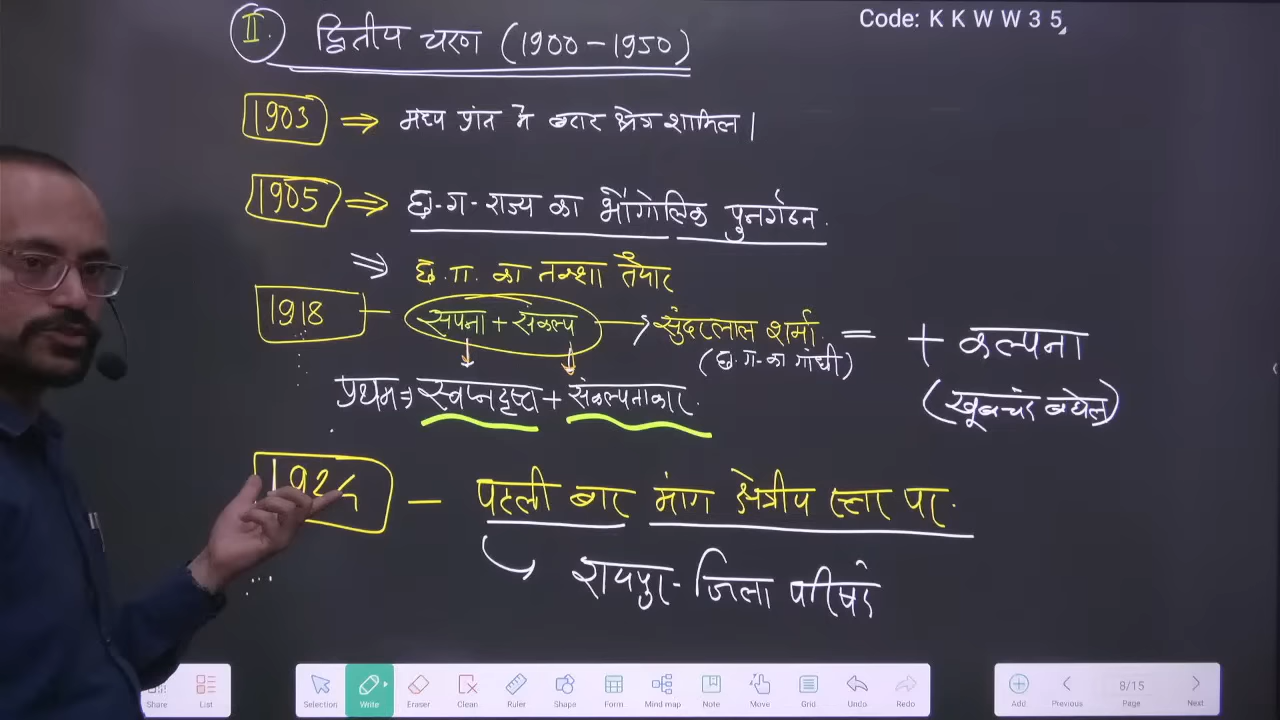 Code: K K W W 3 5
II. द्वितीय चरण (1900-1950)
1903 ⇒ मध्य प्रांत में बरार क्षेत्र शामिल।
1905 ⇒ छ.ग. राज्य का भौगोलिक पुनर्गठन.
⇒ छ.ग. का नक्शा तैयार
1918 - सपना + संकल्प → सुंदरलाल शर्मा = + कल्पना
(छ.ग. का गांधी)
(खूबचंद बघेल)
प्रथम ⇒ स्वप्नदृष्टा + संकल्पनाकार.
1924 - पहली बार मांग क्षेत्रीय स्तर पर.
रायपुर - जिला परिषद
Share List Selection Write Eraser Clean Ruler Shape Form Mind map Note Move Grid Undo Redo Add Previous 8/15 Page Next